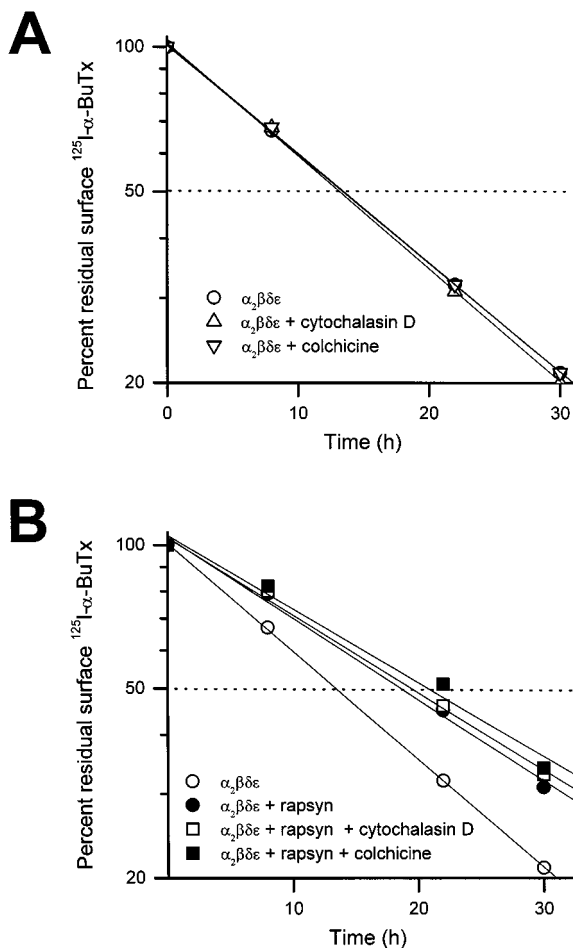 A
Percent residual surface ¹²⁵I-α-BuTx
100
50
20
○ α₂βδε
△ α₂βδε + cytochalasin D
▽ α₂βδε + colchicine
0 10 20 30
Time (h)
B
Percent residual surface ¹²⁵I-α-BuTx
100
50
20
○ α₂βδε
● α₂βδε + rapsyn
□ α₂βδε + rapsyn + cytochalasin D
■ α₂βδε + rapsyn + colchicine
10 20 30
Time (h)